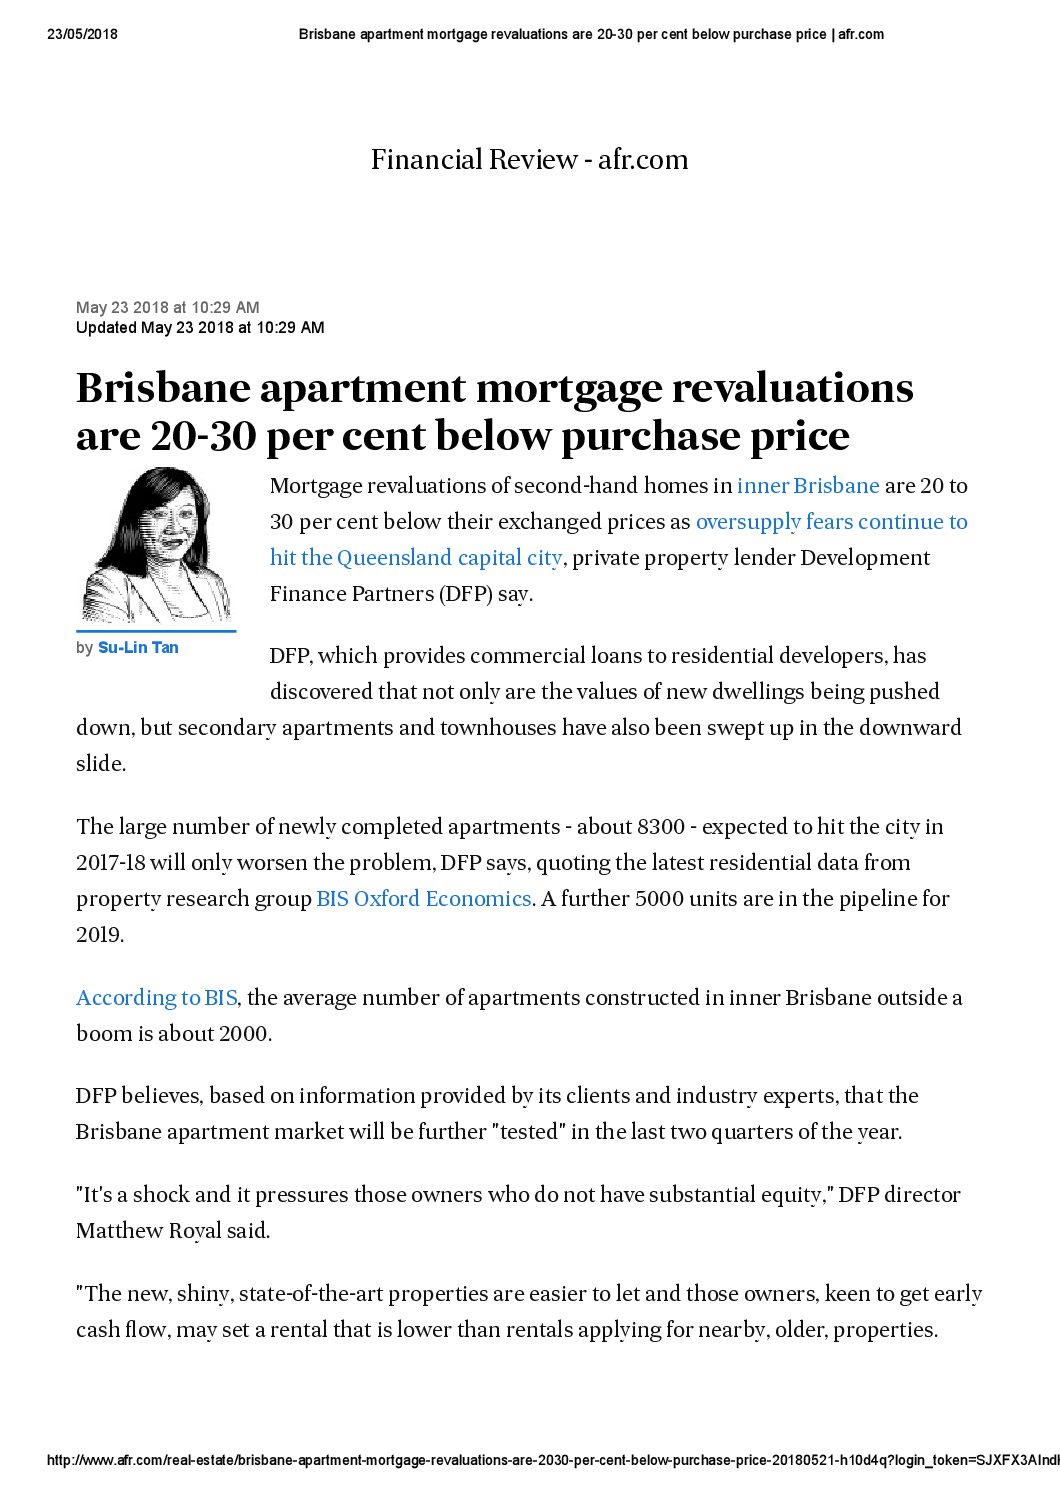 23/05/2018
Brisbane apartment mortgage revaluations are 20-30 per cent below purchase price | afr.com
Financial Review - afr.com
May 23 2018 at 10:29 AM
Updated May 23 2018 at 10:29 AM
Brisbane apartment mortgage revaluations
are 20-30 per cent below purchase price
by Su-Lin Tan
Mortgage revaluations of second-hand homes in inner Brisbane are 20 to
30 per cent below their exchanged prices as oversupply fears continue to
hit the Queensland capital city, private property lender Development
Finance Partners (DFP) say.
DFP, which provides commercial loans to residential developers, has
discovered that not only are the values of new dwellings being pushed
down, but secondary apartments and townhouses have also been swept up in the downward
slide.
The large number of newly completed apartments - about 8300 - expected to hit the city in
2017-18 will only worsen the problem, DFP says, quoting the latest residential data from
property research group BIS Oxford Economics. A further 5000 units are in the pipeline for
2019.
According to BIS, the average number of apartments constructed in inner Brisbane outside a
boom is about 2000.
DFP believes, based on information provided by its clients and industry experts, that the
Brisbane apartment market will be further "tested" in the last two quarters of the year.
"It's a shock and it pressures those owners who do not have substantial equity," DFP director
Matthew Royal said.
"The new, shiny, state-of-the-art properties are easier to let and those owners, keen to get early
cash flow, may set a rental that is lower than rentals applying for nearby, older, properties.
http://www.afr.com/real-estate/brisbane-apartment-mortgage-revaluations-are-2030-per-cent-below-purchase-price-20180521-h10d4q?login_token=SJXFX3AIndl